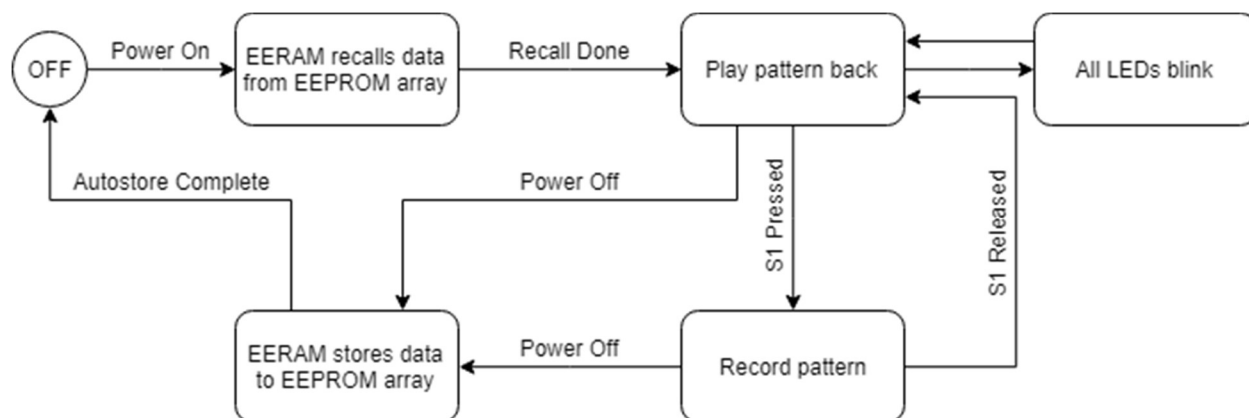 OFF
Power On
EERAM recalls data
from EEPROM array
Recall Done
Play pattern back
All LEDs blink
Autostore Complete
Power Off
S1 Pressed
S1 Released
EERAM stores data
to EEPROM array
Power Off
Record pattern